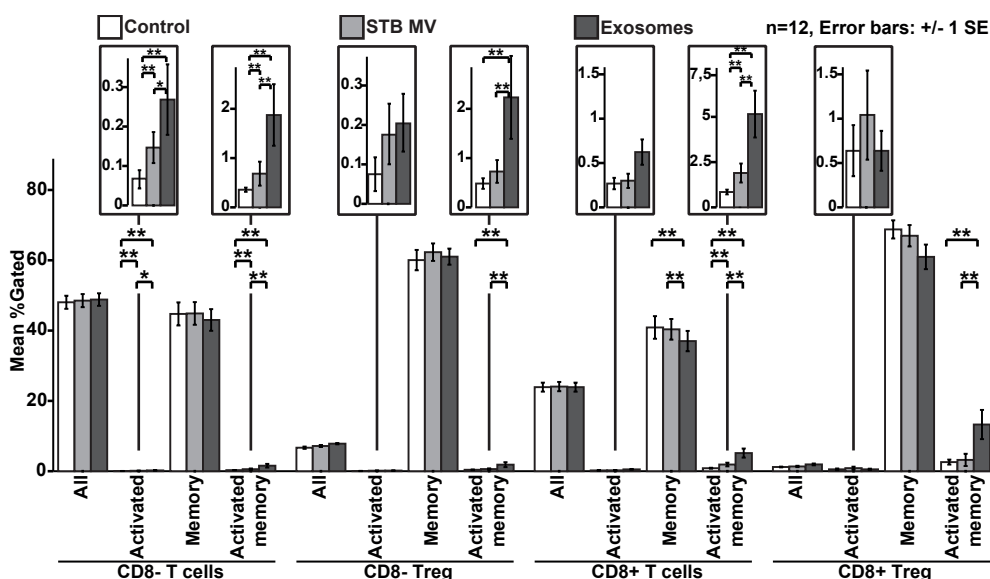 Control STB MV Exosomes n=12, Error bars: +/- 1 SE
0.3
0.2
0.1
0
2
1
0
0.3
0.2
0.1
0
2
1
0
1.5
1
0.5
0
7,5
5
2.5
0
1.5
1
0.5
0
** ** *
** ** **
** **
** ** **
Mean %Gated
80
60
40
20
0
** ** *
** ** **
** **
** **
** ** **
** **
All
Activated
Memory
Activated
memory
All
Activated
Memory
Activated
memory
All
Activated
Memory
Activated
memory
All
Activated
Memory
Activated
memory
CD8- T cells CD8- Treg CD8+ T cells CD8+ Treg